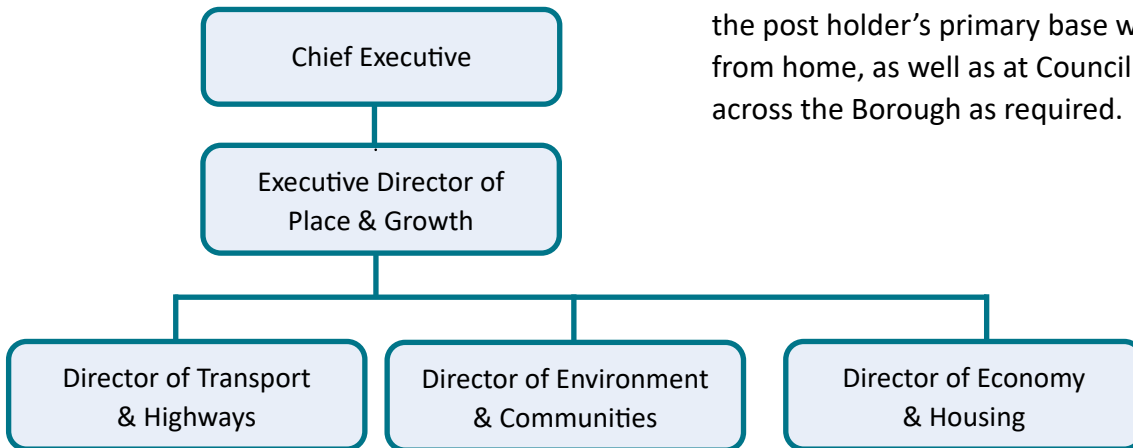 the post holder’s primary base
from home, as well as at Council
across the Borough as required.
Chief Executive
Executive Director of
Place & Growth
Director of Transport
& Highways
Director of Environment
& Communities
Director of Economy
& Housing